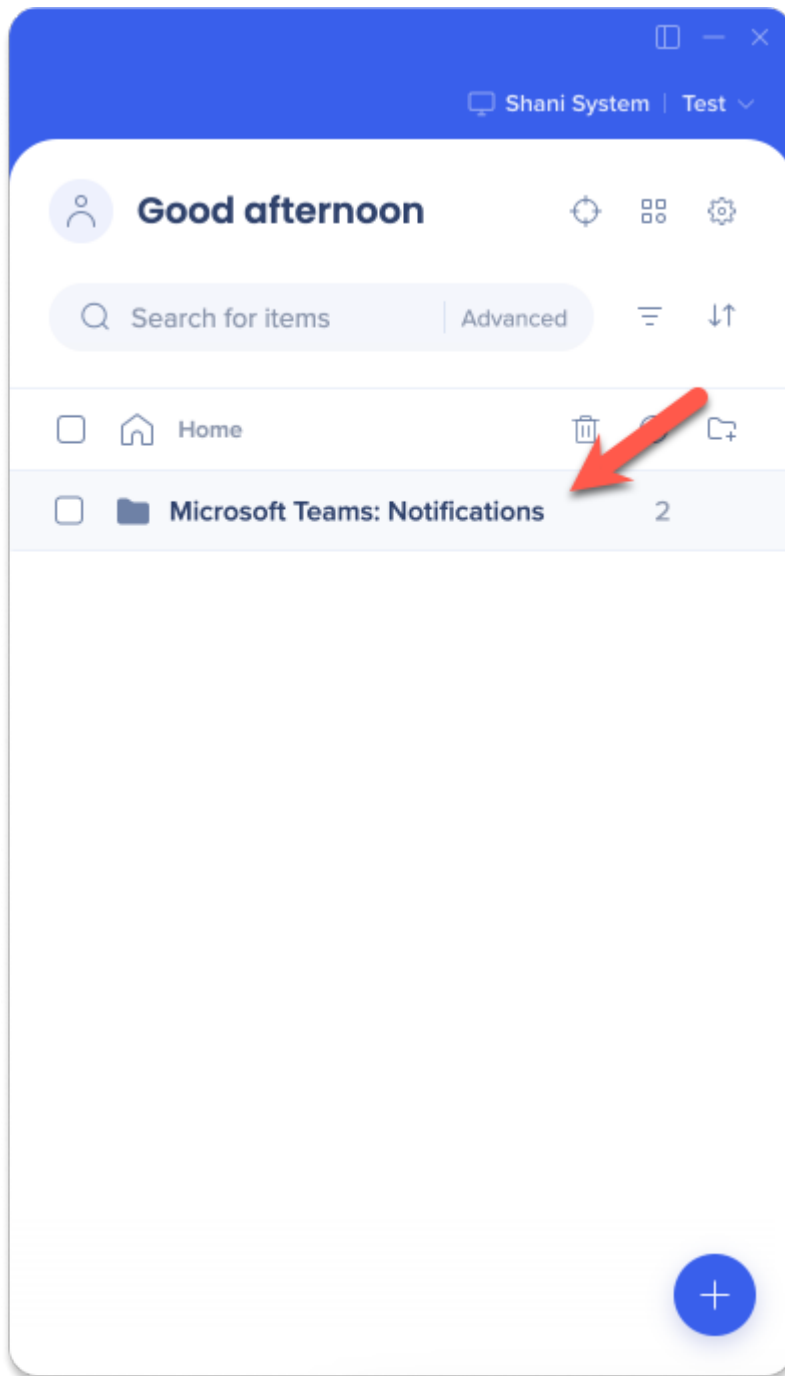 Shani System | Test
Good afternoon
Search for items | Advanced
Home
Microsoft Teams: Notifications 2